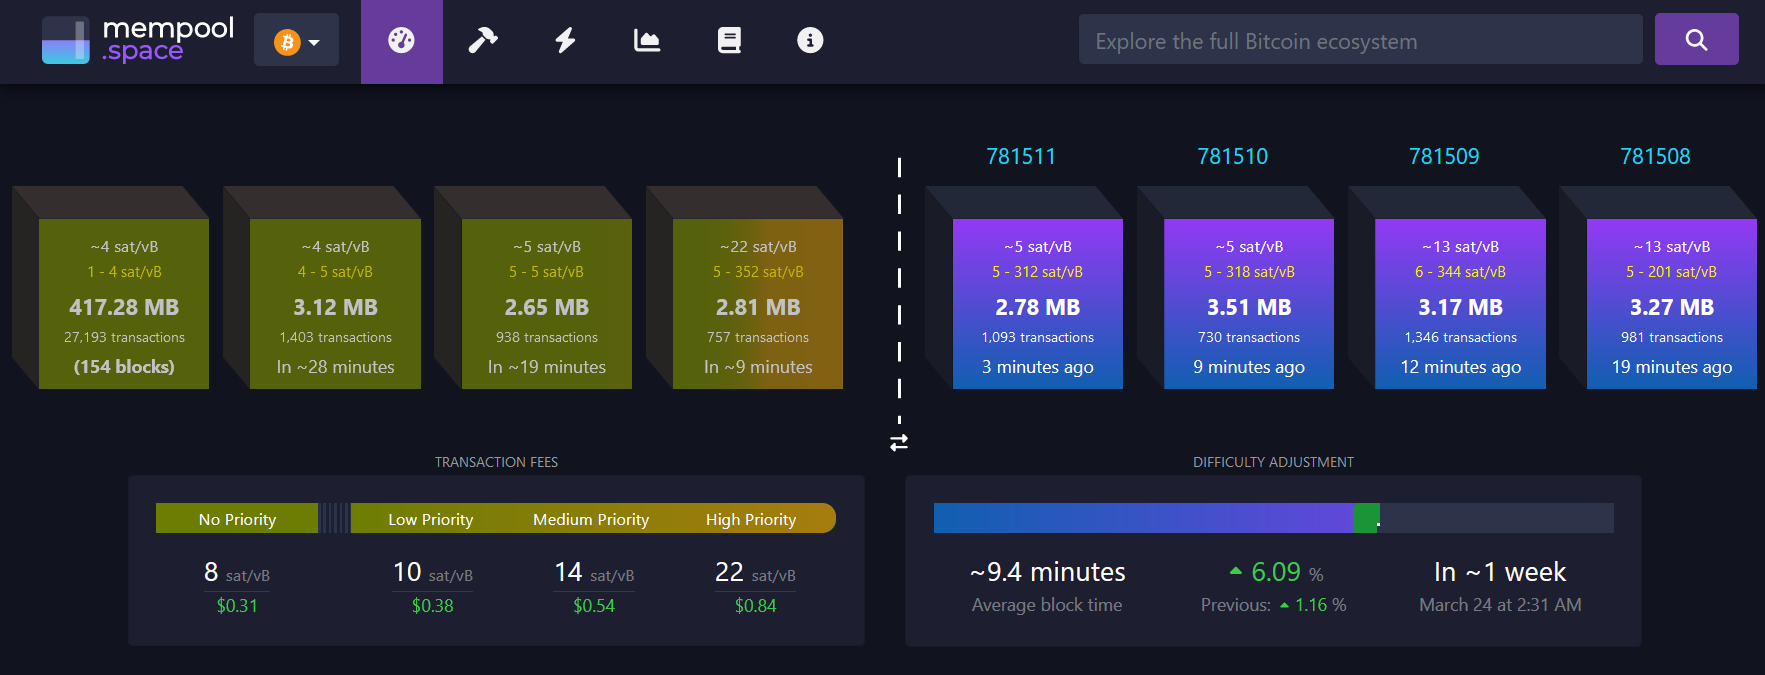 mempool
.space
Explore the full Bitcoin ecosystem
781511
781510
781509
781508
~4 sat/vB
1 - 4 sat/vB
417.28 MB
27,193 transactions
(154 blocks)
~4 sat/vB
4 - 5 sat/vB
3.12 MB
1,403 transactions
In ~28 minutes
~5 sat/vB
5 - 5 sat/vB
2.65 MB
938 transactions
In ~19 minutes
~22 sat/vB
5 - 352 sat/vB
2.81 MB
757 transactions
In ~9 minutes
~5 sat/vB
5 - 312 sat/vB
2.78 MB
1,093 transactions
3 minutes ago
~5 sat/vB
5 - 318 sat/vB
3.51 MB
730 transactions
9 minutes ago
~13 sat/vB
6 - 344 sat/vB
3.17 MB
1,346 transactions
12 minutes ago
~13 sat/vB
5 - 201 sat/vB
3.27 MB
981 transactions
19 minutes ago
TRANSACTION FEES
No Priority
Low Priority
Medium Priority
High Priority
8 sat/vB
10 sat/vB
14 sat/vB
22 sat/vB
$0.31
$0.38
$0.54
$0.84
DIFFICULTY ADJUSTMENT
~9.4 minutes
Average block time
6.09 %
Previous: 1.16 %
In ~1 week
March 24 at 2:31 AM